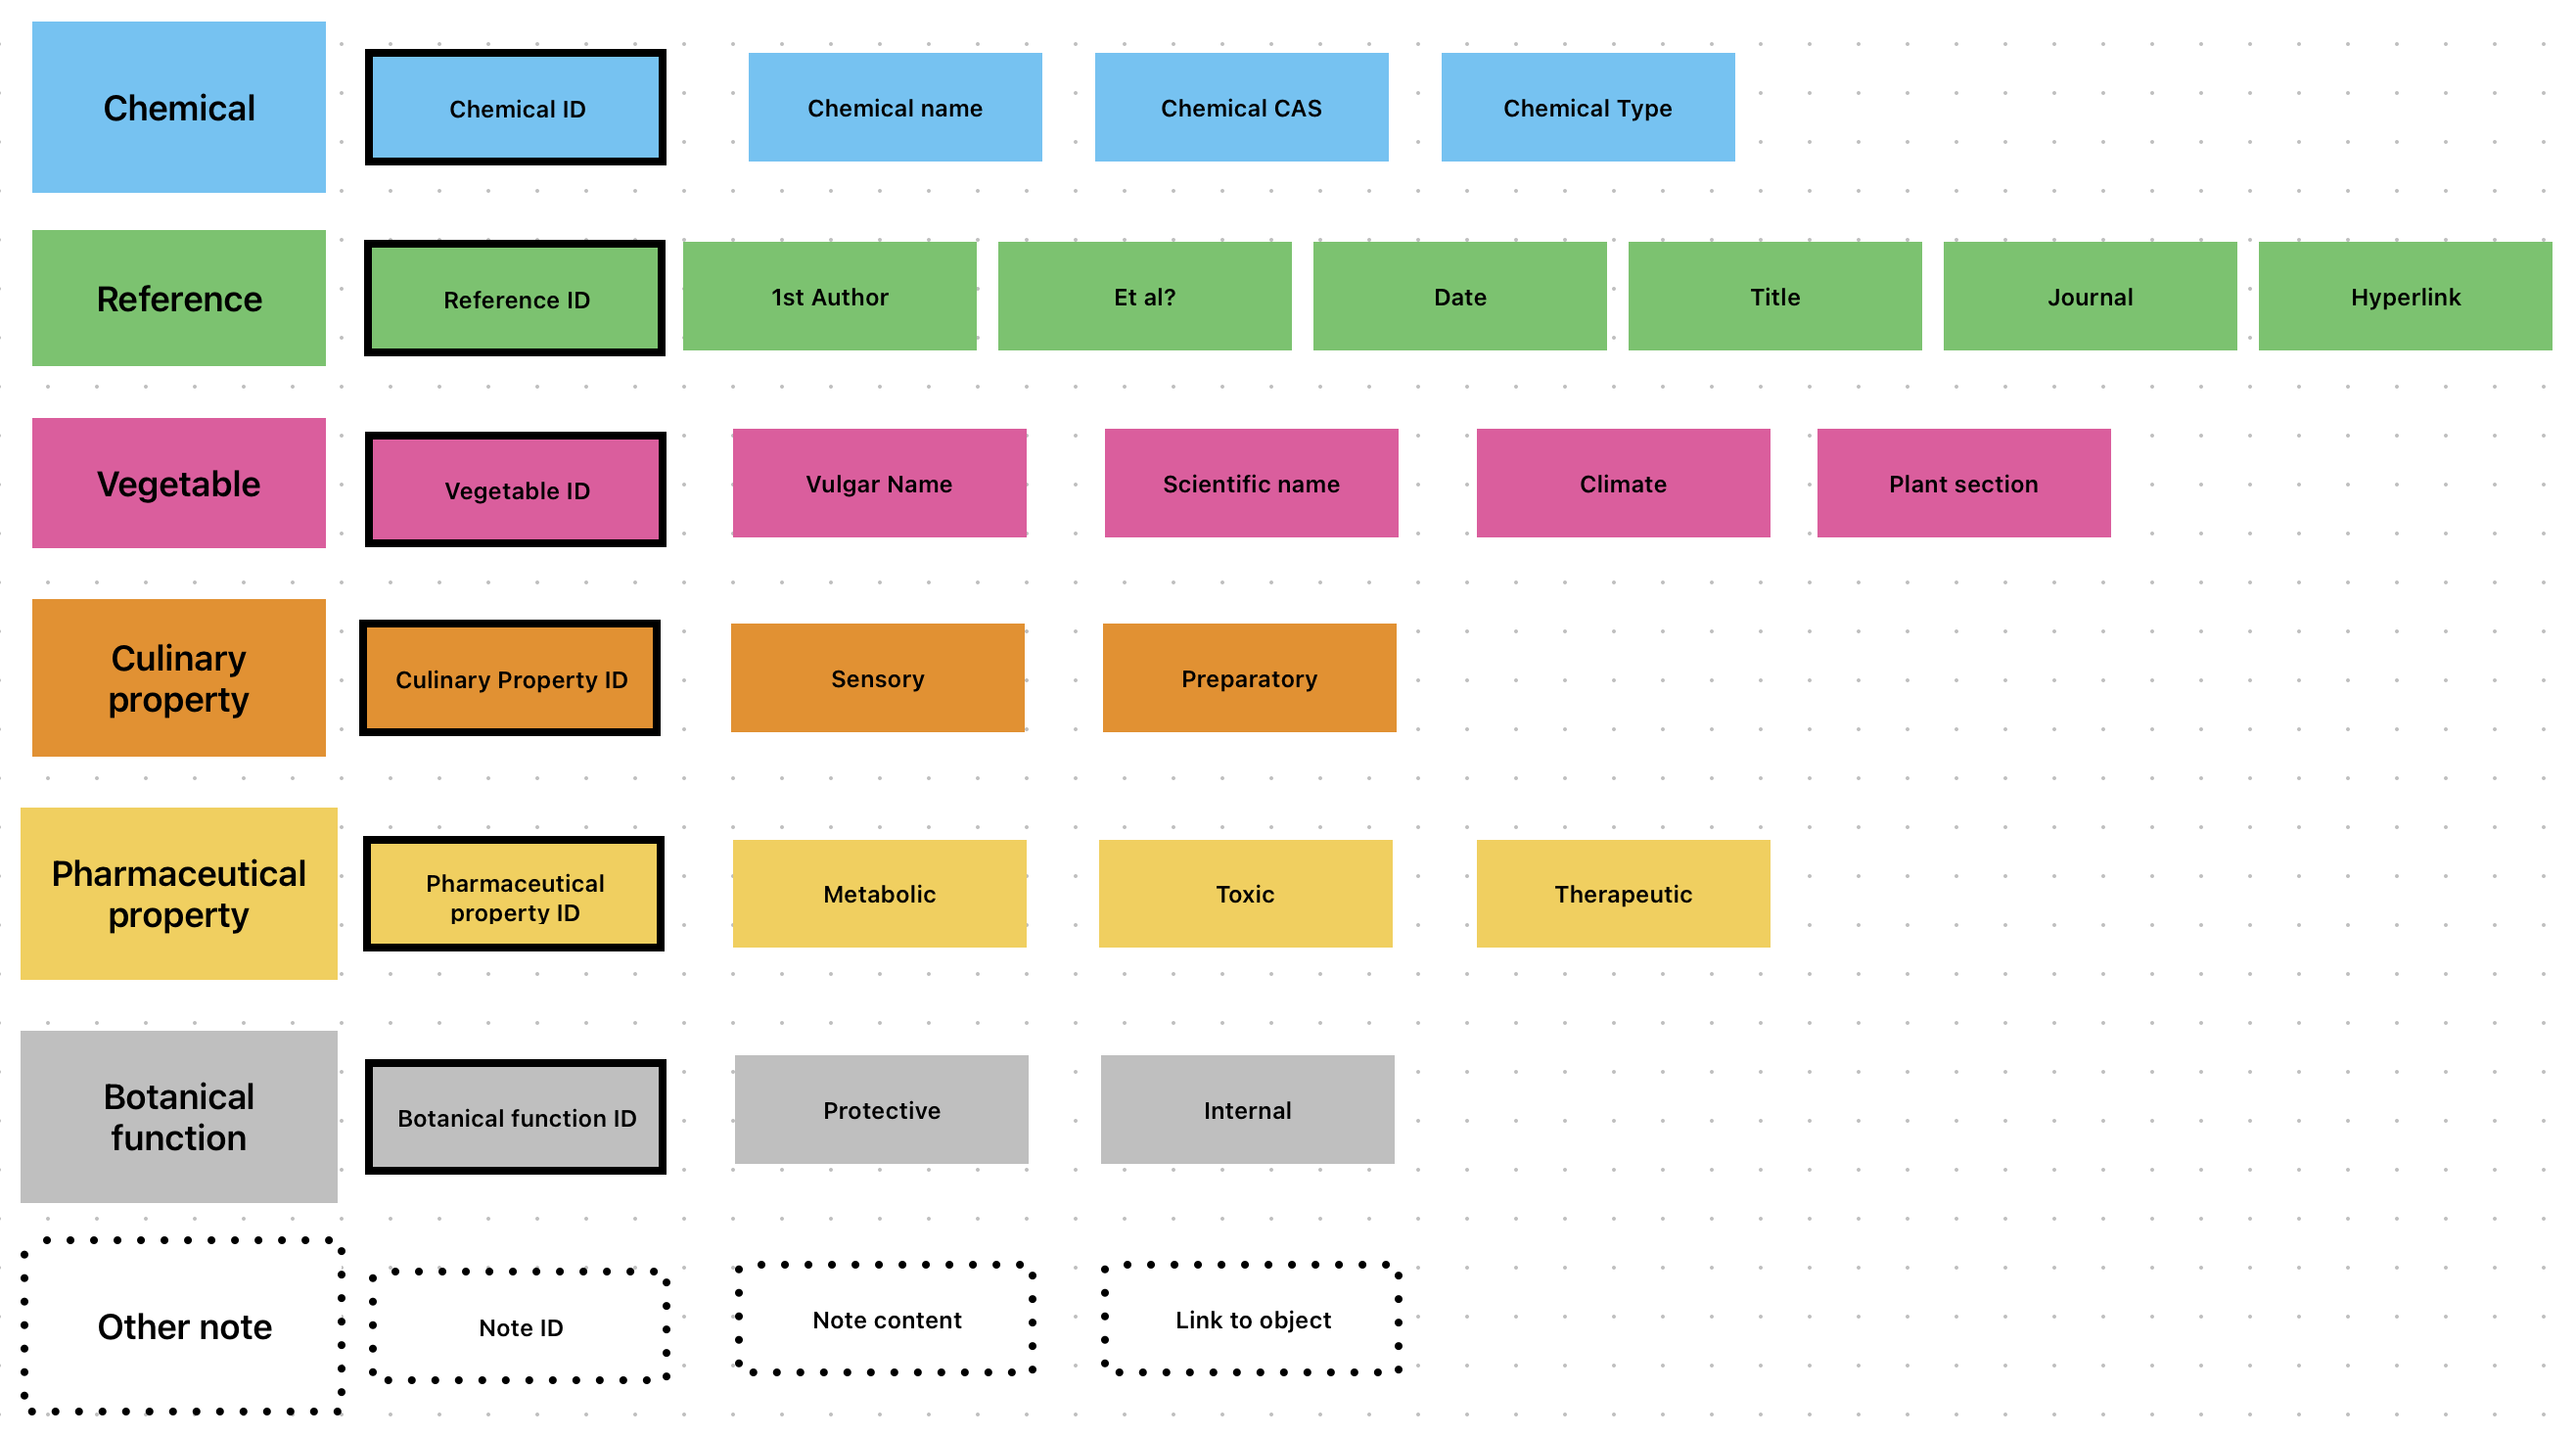 Chemical
Chemical ID
Chemical name
Chemical CAS
Chemical Type
Reference
Reference ID
1st Author
Et al?
Date
Title
Journal
Hyperlink
Vegetable
Vegetable ID
Vulgar Name
Scientific name
Climate
Plant section
Culinary
property
Culinary Property ID
Sensory
Preparatory
Pharmaceutical
property
Pharmaceutical
property ID
Metabolic
Toxic
Therapeutic
Botanical
function
Botanical function ID
Protective
Internal
Other note
Note ID
Note content
Link to object